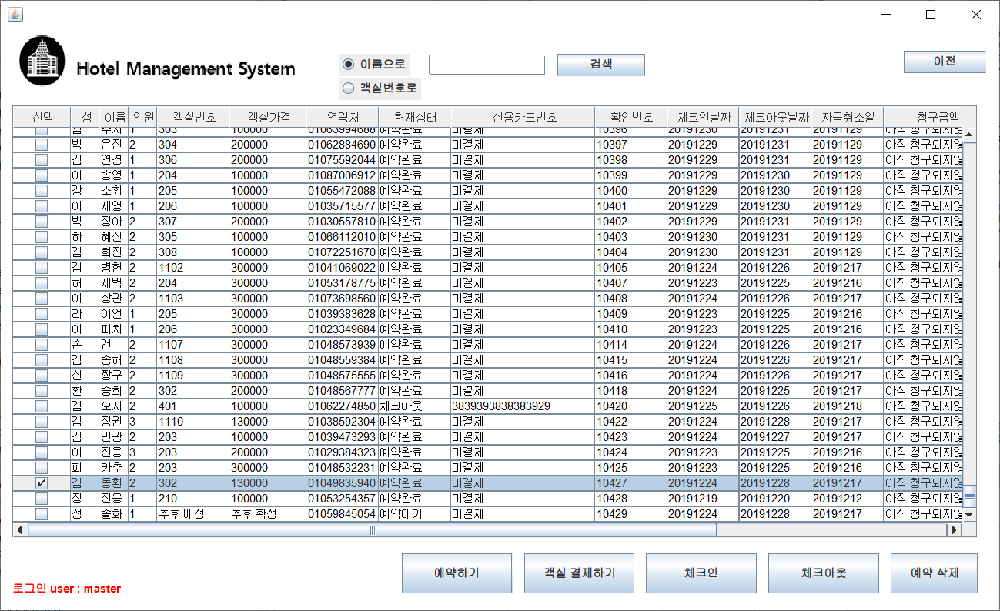 Hotel Management System
이름으로
검색
이전
객실번호로
선택 성 이름 인원 객실번호 객실가격 연락처 현재상태 신용카드번호 확인번호 체크인날짜 체크아웃날짜 자동취소일 청구금액
김 수지 1 303 100000 01063994688 예약완료 미결제 10396 20191230 20191231 20191129 아직 청구되지않
박 은진 2 304 200000 01062884690 예약완료 미결제 10397 20191229 20191231 20191129 아직 청구되지않
김 연경 1 306 200000 01075592044 예약완료 미결제 10398 20191229 20191231 20191129 아직 청구되지않
이 송영 1 204 100000 01087006912 예약완료 미결제 10399 20191229 20191230 20191129 아직 청구되지않
강 소휘 1 205 100000 01055472088 예약완료 미결제 10400 20191229 20191230 20191129 아직 청구되지않
이 재영 1 206 100000 01035715577 예약완료 미결제 10401 20191229 20191230 20191129 아직 청구되지않
박 정아 2 307 200000 01030557810 예약완료 미결제 10402 20191229 20191231 20191129 아직 청구되지않
하 혜진 2 305 100000 01066112010 예약완료 미결제 10403 20191230 20191231 20191129 아직 청구되지않
김 희진 2 308 100000 01072251670 예약완료 미결제 10404 20191230 20191231 20191129 아직 청구되지않
김 병헌 2 1102 300000 01041069022 예약완료 미결제 10405 20191224 20191226 20191217 아직 청구되지않
허 새벽 2 204 300000 01053178775 예약완료 미결제 10407 20191223 20191225 20191216 아직 청구되지않
이 상관 2 1103 300000 01073698560 예약완료 미결제 10408 20191224 20191226 20191217 아직 청구되지않
라 이언 1 205 300000 01039383628 예약완료 미결제 10409 20191223 20191225 20191216 아직 청구되지않
어 피치 1 206 300000 01023349684 예약완료 미결제 10410 20191223 20191225 20191216 아직 청구되지않
손 건 2 1107 300000 01048573939 예약완료 미결제 10414 20191224 20191226 20191217 아직 청구되지않
김 송해 2 1108 300000 01048559384 예약완료 미결제 10415 20191224 20191226 20191217 아직 청구되지않
신 짱구 2 1109 300000 01048575555 예약완료 미결제 10416 20191224 20191226 20191217 아직 청구되지않
환 승희 2 302 200000 01048567777 예약완료 미결제 10418 20191224 20191225 20191217 아직 청구되지않
김 오지 2 401 100000 01062274850 체크아웃 3839393838383929 10420 20191225 20191226 20191218 아직 청구되지않
김 정권 3 1110 130000 01038592304 예약완료 미결제 10422 20191224 20191228 20191217 아직 청구되지않
김 민광 2 203 100000 01039473293 예약완료 미결제 10423 20191224 20191227 20191217 아직 청구되지않
이 진용 3 203 200000 01029384323 예약완료 미결제 10424 20191223 20191225 20191216 아직 청구되지않
피 카추 2 203 300000 01048532231 예약완료 미결제 10425 20191223 20191225 20191216 아직 청구되지않
김 동환 2 302 130000 01049835940 예약완료 미결제 10427 20191224 20191228 20191217 아직 청구되지않
정 진용 1 210 100000 01053254357 예약완료 미결제 10428 20191219 20191220 20191212 아직 청구되지않
정 솔화 1 추후 배정 추후 확정 01059845054 예약대기 미결제 10429 20191224 20191228 20191217 아직 청구되지않
예약하기
객실 결제하기
체크인
체크아웃
예약 삭제
로그인 user : master